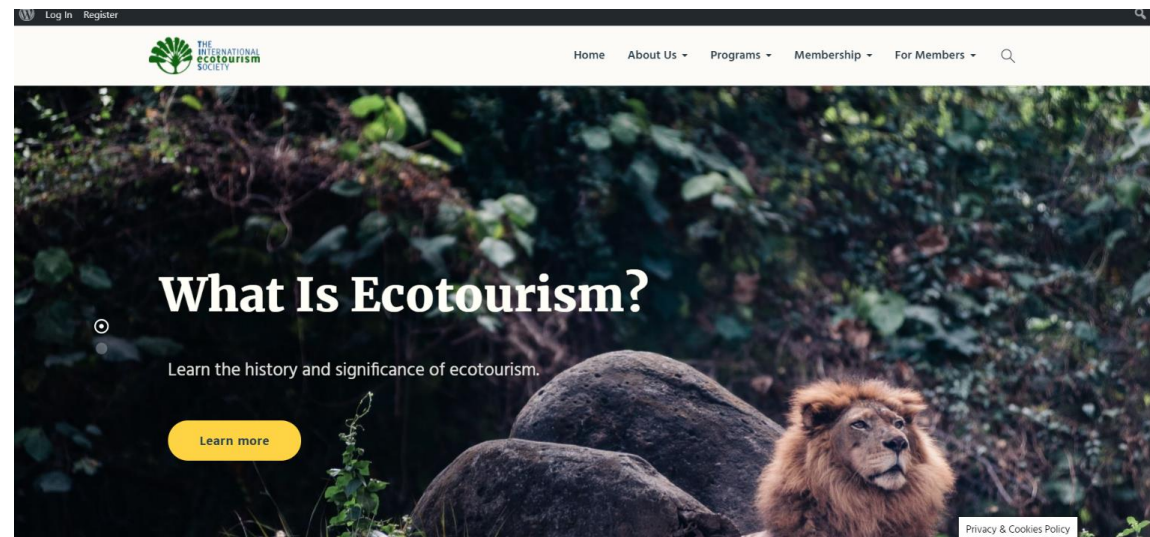 Log In Register
THE
INTERNATIONAL
ecotourism
SOCIETY
Home About Us Programs Membership For Members
What Is Ecotourism?
Learn the history and significance of ecotourism.
Learn more
Privacy & Cookies Policy